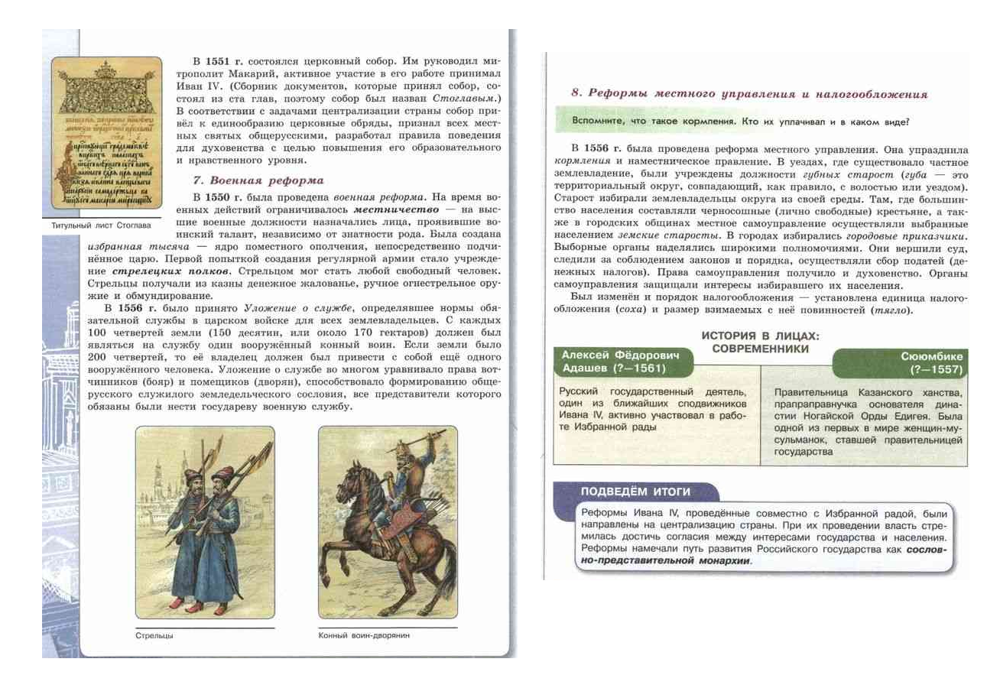 В 1551 г. состоялся церковный собор. Им руководил ми-
трополит Макарий, активное участие в его работе принимал
Иван IV. (Сборник документов, которые принял собор, со-
стоял из ста глав, поэтому собор был назван Стоглавым.)
В соответствии с задачами централизации страны собор при-
вёл к единообразию церковные обряды, признал всех мест-
ных святых общерусскими, разработал правила поведения
для духовенства с целью повышения его образовательного
и нравственного уровня.
Титульный лист Стоглава
7. Военная реформа
В 1550 г. была проведена военная реформа. На время во-
енных действий ограничивалось местничество — на выс-
шие военные должности назначались лица, проявившие во-
инский талант, независимо от знатности рода. Была создана
избранная тысяча — ядро поместного ополчения, непосредственно подчи-
нённое царю. Первой попыткой создания регулярной армии стало учрежде-
ние стрелецких полков. Стрельцом мог стать любой свободный человек.
Стрельцы получали из казны денежное жалованье, ручное огнестрельное ору-
жие и обмундирование.
В 1556 г. было принято Уложение о службе, определявшее нормы обя-
зательной службы в царском войске для всех землевладельцев. С каждых
100 четвертей земли (150 десятин, или около 170 гектаров) должен был
являться на службу один вооружённый конный воин. Если земли было
200 четвертей, то её владелец должен был привести с собой ещё одного
вооружённого человека. Уложение о службе во многом уравнивало права вот-
чинников (бояр) и помещиков (дворян), способствовало формированию обще-
русского служилого земледельческого сословия, все представители которого
обязаны были нести государеву военную службу.
Стрельцы
Конный воин-дворянин
8. Реформы местного управления и налогообложения
Вспомните, что такое кормления. Кто их уплачивал и в каком виде?
В 1556 г. была проведена реформа местного управления. Она упразднила
кормления и наместническое правление. В уездах, где существовало частное
землевладение, были учреждены должности губных старост (губа — это
территориальный округ, совпадающий, как правило, с волостью или уездом).
Старост избирали землевладельцы округа из своей среды. Там, где большин-
ство населения составляли черносошные (лично свободные) крестьяне, а так-
же в городских общинах местное самоуправление осуществляли выбранные
населением земские старосты. В городах избирались городовые приказчики.
Выборные органы наделялись широкими полномочиями. Они вершили суд,
следили за соблюдением законов и порядка, осуществляли сбор податей (де-
нежных налогов). Права самоуправления получило и духовенство. Органы
самоуправления защищали интересы избиравшего их населения.
Был изменён и порядок налогообложения — установлена единица налого-
обложения (соха) и размер взимаемых с неё повинностей (тягло).
ИСТОРИЯ В ЛИЦАХ:
СОВРЕМЕННИКИ
Алексей Фёдорович
Адашев (?—1561)
Русский государственный деятель,
один из ближайших сподвижников
Ивана IV, активно участвовал в рабо-
те Избранной рады
Сююмбике
(?—1557)
Правительница Казанского ханства,
прапраправнучка основателя дина-
стии Ногайской Орды Едигея. Была
одной из первых в мире женщин-му-
сульманок, ставшей правительницей
государства
ПОДВЕДЁМ ИТОГИ
Реформы Ивана IV, проведённые совместно с Избранной радой, были
направлены на централизацию страны. При их проведении власть стре-
милась достичь согласия между интересами государства и населения.
Реформы намечали путь развития Российского государства как сослов-
но-представительной монархии.